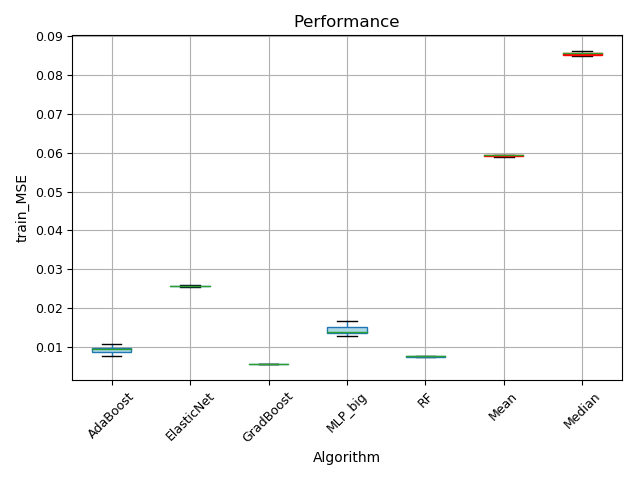 Performance
train_MSE
0.09
0.08
0.07
0.06
0.05
0.04
0.03
0.02
0.01
AdaBoost
ElasticNet
GradBoost
MLP_big
RF
Mean
Median
Algorithm